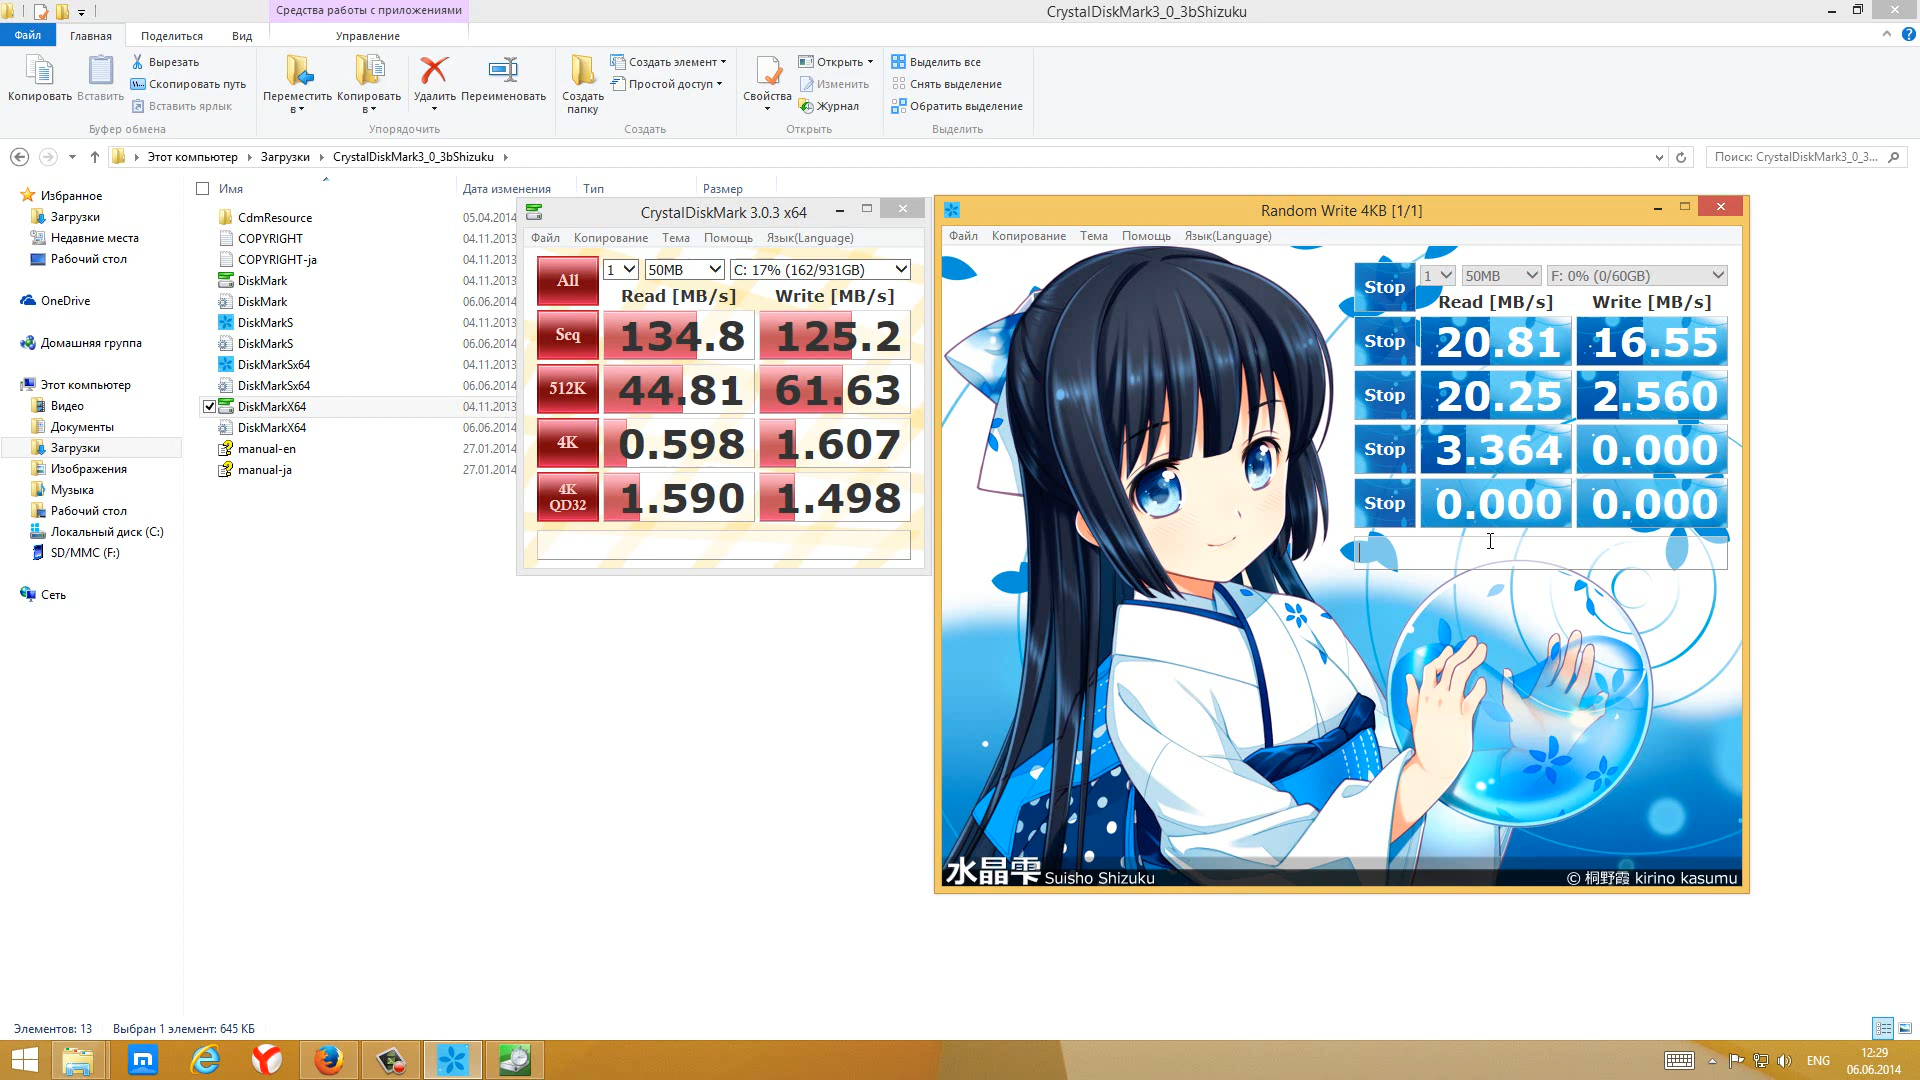 Средства работы с приложениями
CrystalDiskMark3_0_3bShizuku
Файл
Главная
Поделиться
Вид
Управление
Копировать
Вставить
Вырезать
Скопировать путь
Вставить ярлык
Буфер обмена
Переместить в
Копировать в
Удалить
Переименовать
Упорядочить
Создать папку
Создать элемент
Простой доступ
Создать
Свойства
Открыть
Изменить
Журнал
Открыть
Выделить все
Снять выделение
Обратить выделение
Выделить
Этот компьютер
Загрузки
CrystalDiskMark3_0_3bShizuku
Поиск: CrystalDiskMark3_0_3...
Избранное
Загрузки
Недавние места
Рабочий стол
OneDrive
Домашняя группа
Этот компьютер
Видео
Документы
Загрузки
Изображения
Музыка
Рабочий стол
Локальный диск (C:)
SD/MMC (F:)
Сеть
Имя Дата изменения Тип Размер
CdmResource 05.04.2014
COPYRIGHT 04.11.2013
COPYRIGHT-ja 04.11.2013
DiskMark 04.11.2013
DiskMark 06.06.2014
DiskMarkS 04.11.2013
DiskMarkS 06.06.2014
DiskMarkSx64 04.11.2013
DiskMarkSx64 06.06.2014
DiskMarkX64 04.11.2013
DiskMarkX64 06.06.2014
manual-en 27.01.2014
manual-ja 27.01.2014
CrystalDiskMark 3.0.3 x64
Файл Копирование Тема Помощь Язык(Language)
All 1 50MB C: 17% (162/931GB)
Read [MB/s] Write [MB/s]
Seq 134.8 125.2
512K 44.81 61.63
4K 0.598 1.607
4K QD32 1.590 1.498
Random Write 4KB [1/1]
Файл Копирование Тема Помощь Язык(Language)
Stop 1 50MB F: 0% (0/60GB)
Read [MB/s] Write [MB/s]
Stop 20.81 16.55
Stop 20.25 2.560
Stop 3.364 0.000
Stop 0.000 0.000
水晶雫 Suisho Shizuku
© 桐野霞 kirino kasumu
Элементов: 13 Выбран 1 элемент: 645 КБ
ENG
12:29
06.06.2014